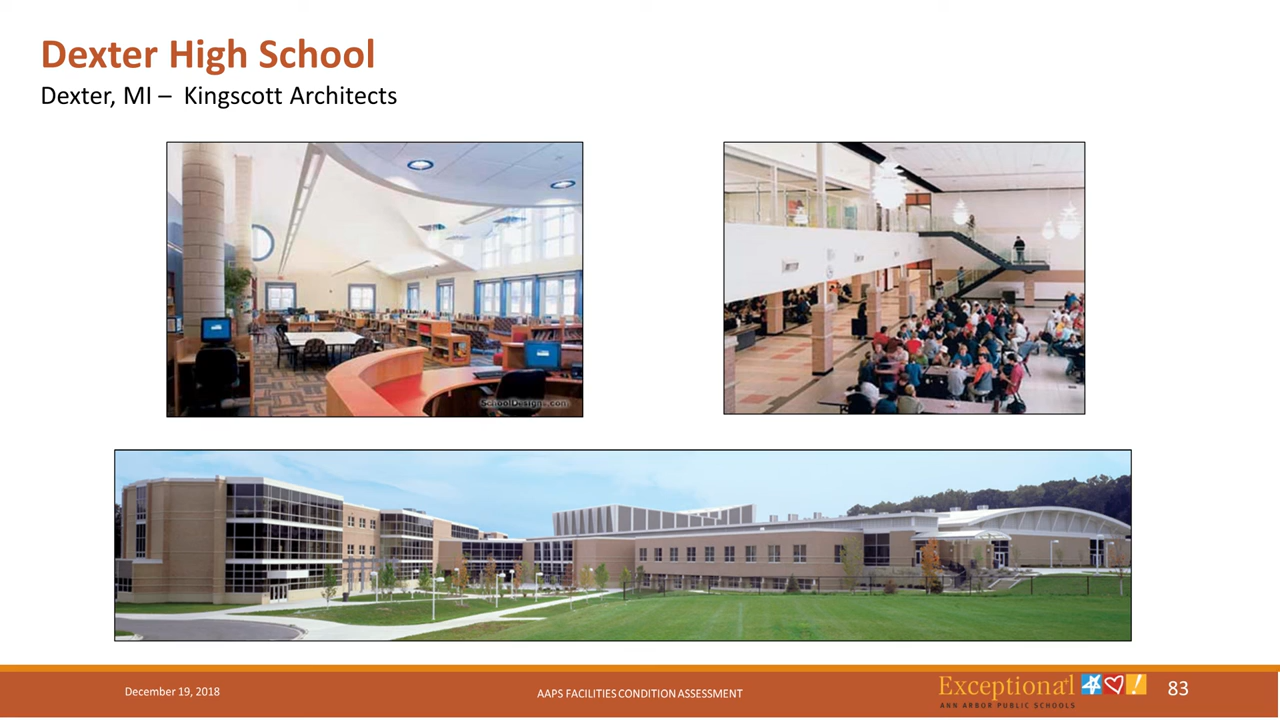 Dexter High School
Dexter, MI – Kingscott Architects
SchoolDesigns.com
December 19, 2018
AAPS FACILITIES CONDITION ASSESSMENT
Exceptional
ANN ARBOR PUBLIC SCHOOLS
83